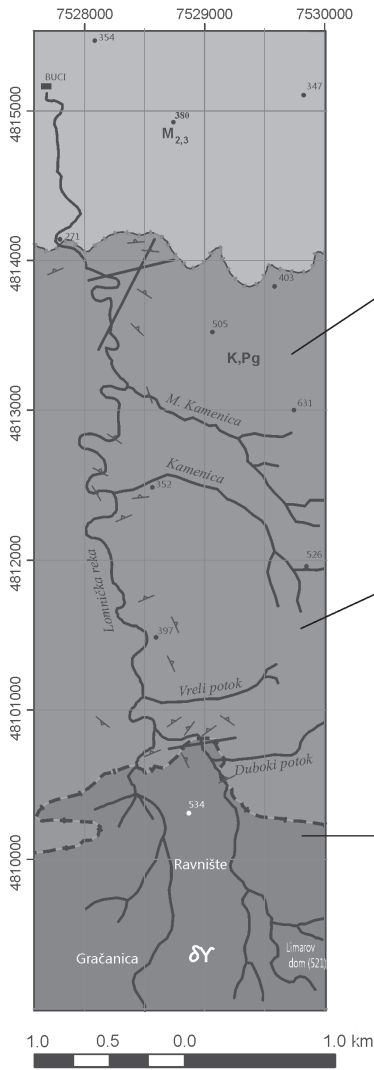 7528000 7529000 7530000
354
BUCI
347
4815000
380
M2,3
271
4814000
403
505
K,Pg
M. Kamenica
631
4813000
Kamenica
352
526
4812000
Lomnička reka
397
Vreli potok
48101000
Duboki potok
534
4810000
Ravnište
Gračanica
δγ
Limarov
dom (521)
1.0 0.5 0.0 1.0 km